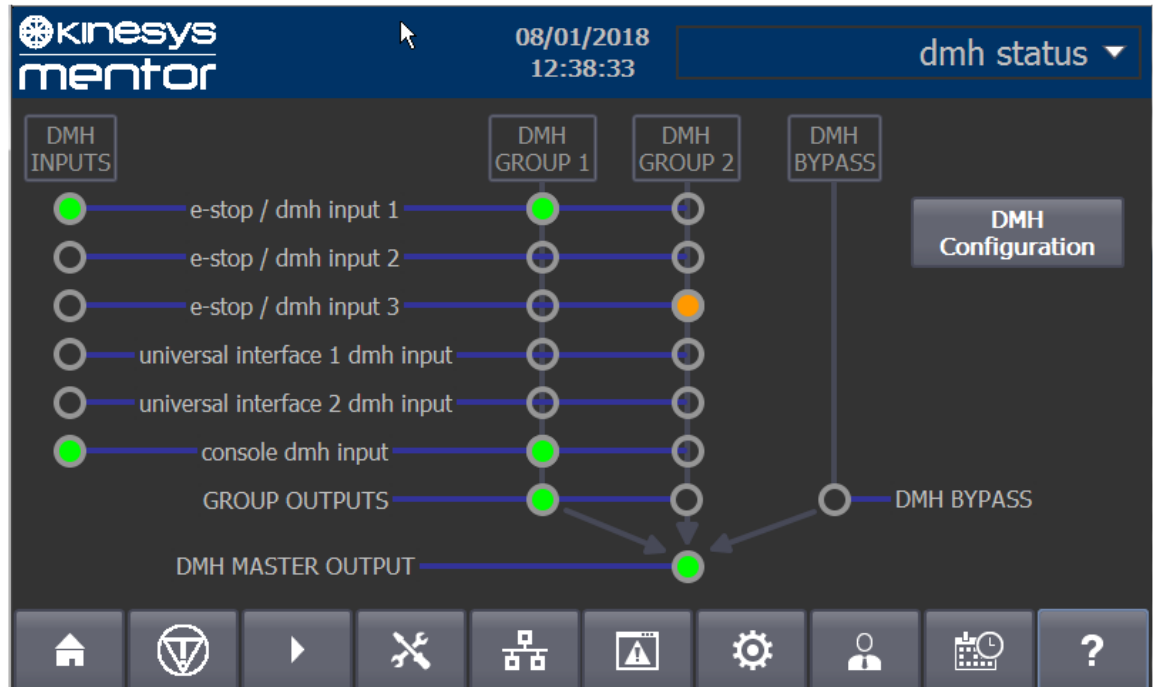 kinesys
mentor
08/01/2018
12:38:33
dmh status
DMH
INPUTS
DMH
GROUP 1
DMH
GROUP 2
DMH
BYPASS
e-stop / dmh input 1
DMH
Configuration
e-stop / dmh input 2
e-stop / dmh input 3
universal interface 1 dmh input
universal interface 2 dmh input
console dmh input
GROUP OUTPUTS
DMH BYPASS
DMH MASTER OUTPUT
?